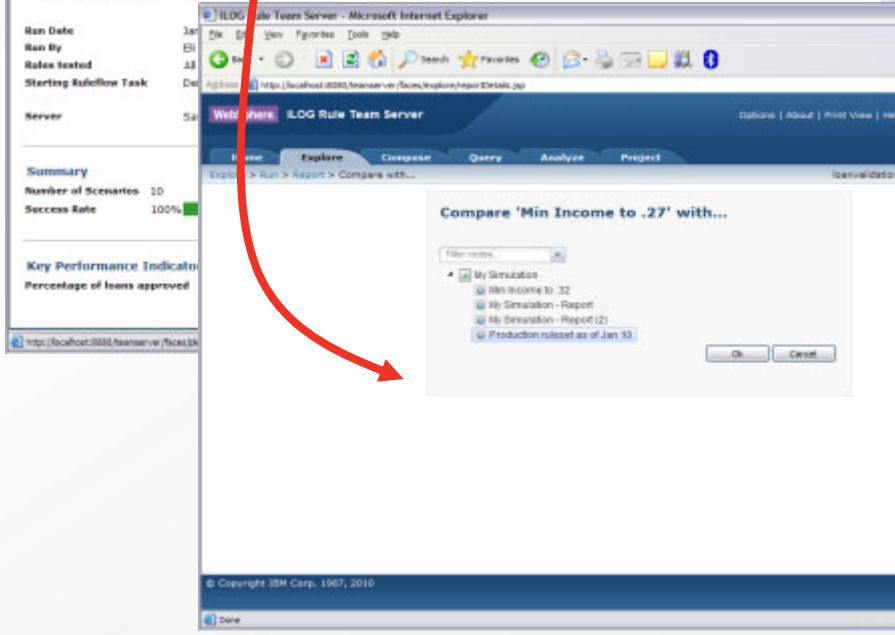 Run Date
Run By
Rules tested
Starting Ruleflow Task
Server
Summary
Number of Scenarios 10
Success Rate 100%
Key Performance Indicator
Percentage of loans approved
ILOG Rule Team Server - Microsoft Internet Explorer
File Edit View Favorites Tools Help
Search Favorites
Address http://localhost:8080/teamserver/faces/explore/reportDetails.jsp
WebSphere. ILOG Rule Team Server
Options | About | Print View |
Home Explore Compose Query Analyze Project
Explore > Run > Report > Compare with...
loanvalidation
Compare 'Min Income to .27' with...
My Simulation
Min Income to .32
My Simulation - Report
My Simulation - Report (2)
Production ruleset as of Jan 10
Ok Cancel
© Copyright IBM Corp. 1987, 2010
Done